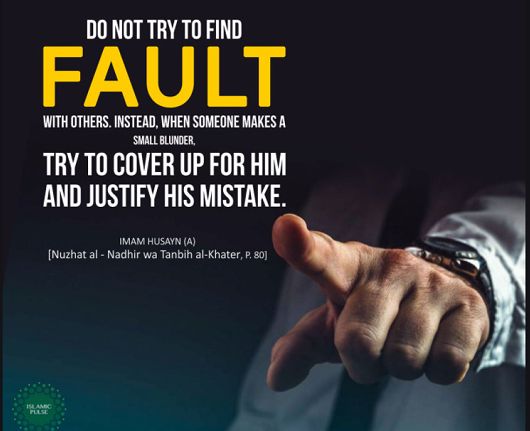 DO NOT TRY TO FIND
FAULT
WITH OTHERS. INSTEAD, WHEN SOMEONE MAKES A
SMALL BLUNDER,
TRY TO COVER UP FOR HIM
AND JUSTIFY HIS MISTAKE.
IMAM HUSAYN (A)
[Nuzhat al - Nadhir wa Tanbih al-Khater, P. 80]
ISLAMIC
PULSE